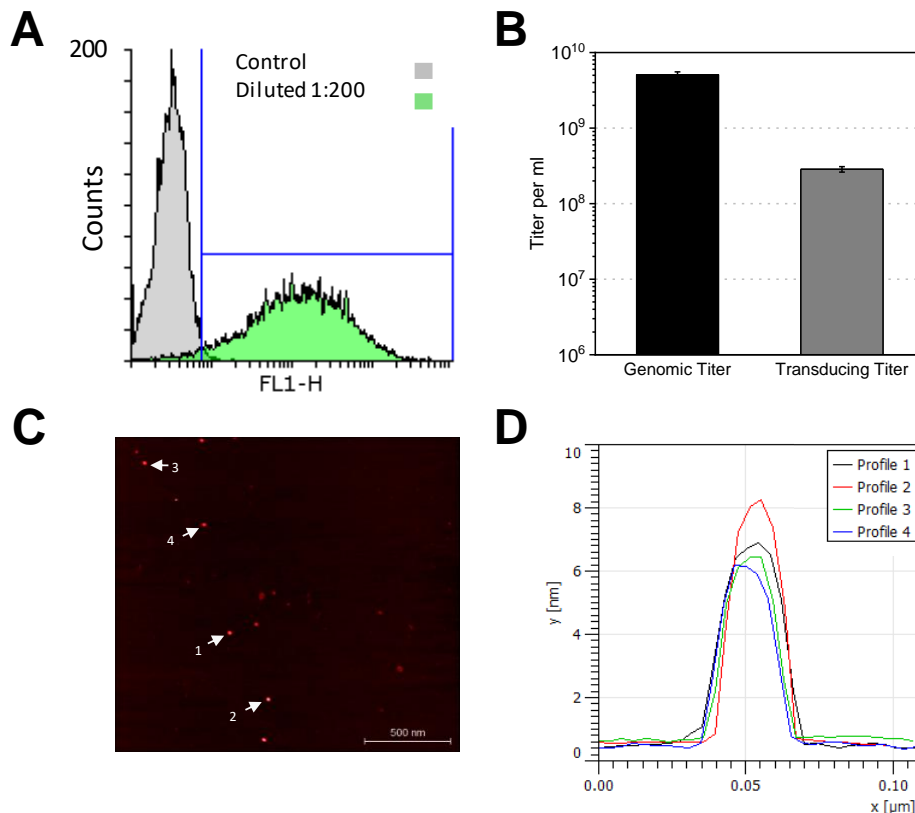 A
200
Control
Diluted 1:200
Counts
FL1-H
B
10^10
10^9
10^8
10^7
10^6
Titer per ml
Genomic Titer
Transducing Titer
C
3
4
1
2
500 nm
D
10
8
6
4
2
0
y [nm]
Profile 1
Profile 2
Profile 3
Profile 4
0.00
0.05
0.10
x [µm]